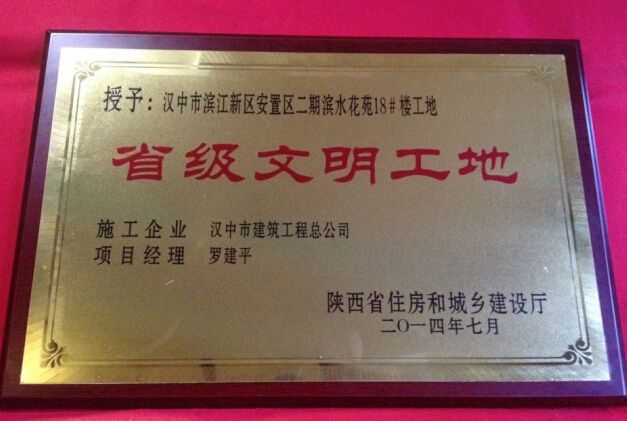 授予：汉中市滨江新区安置区二期滨水花苑18#楼工地
省级文明工地
施工企业 汉中市建筑工程总公司
项目经理 罗建平
陕西省住房和城乡建设厅
二〇一四年七月